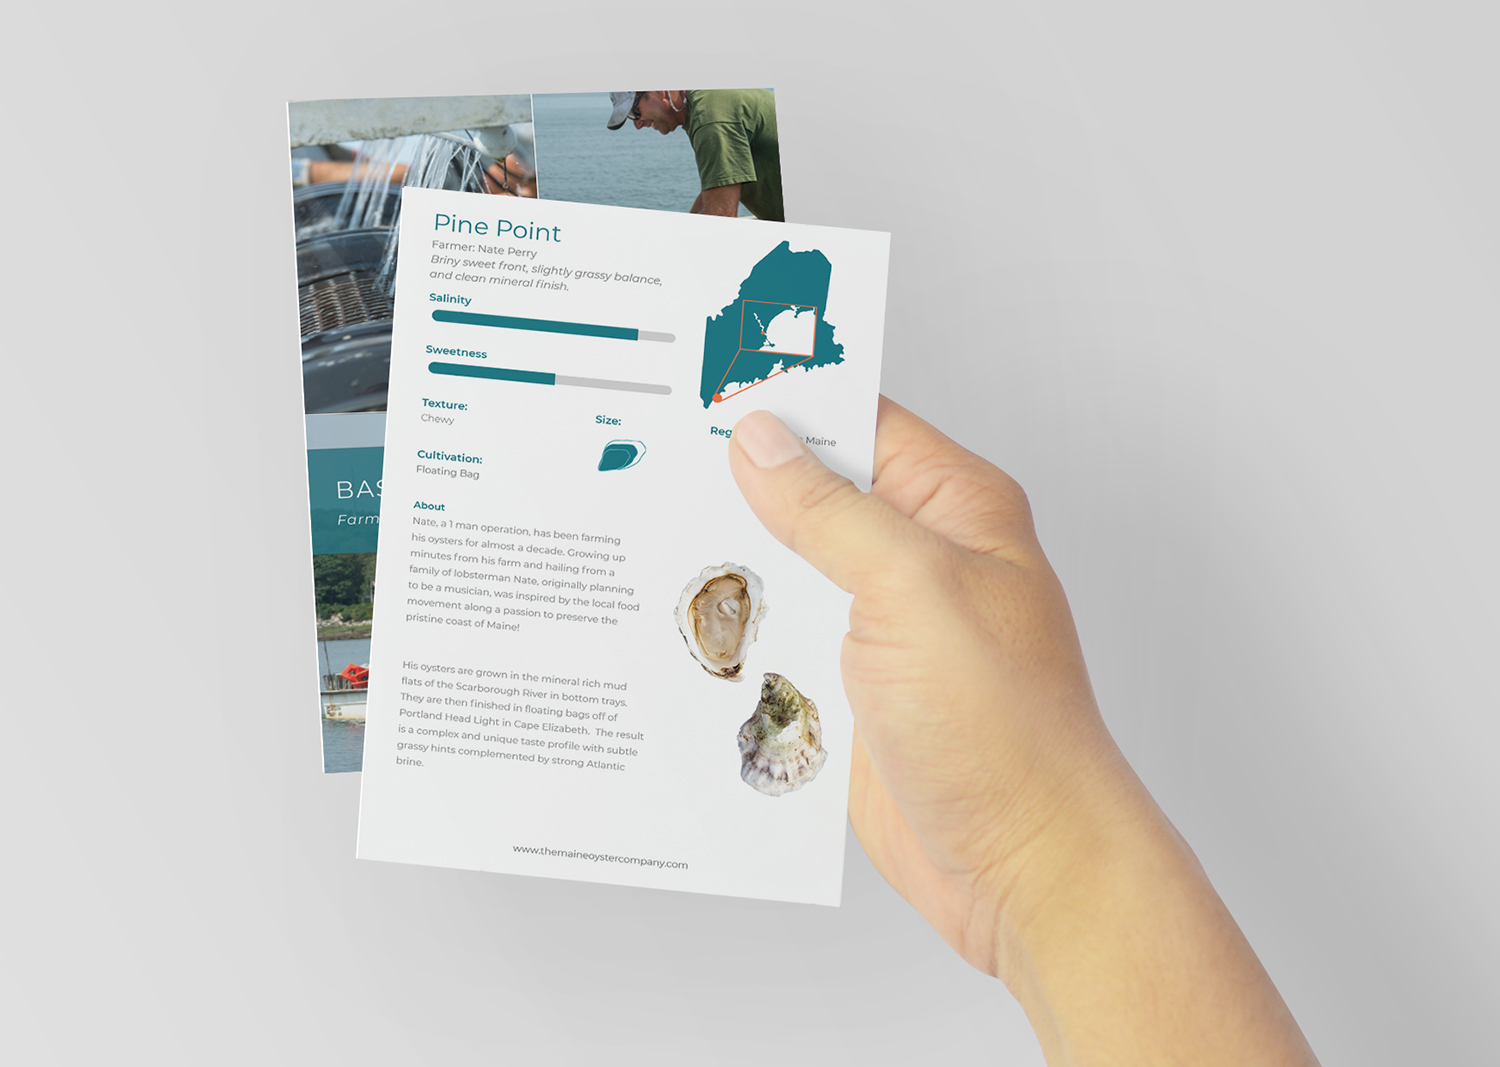 Pine Point
Farmer: Nate Perry
Briny sweet front, slightly grassy balance,
and clean mineral finish.
Salinity
Sweetness
Texture:
Chewy
Size:
Maine
Cultivation:
Floating Bag
About
Nate, a 1 man operation, has been farming
his oysters for almost a decade. Growing up
minutes from his farm and hailing from a
family of lobsterman Nate, originally planning
to be a musician, was inspired by the local food
movement along a passion to preserve the
pristine coast of Maine!
His oysters are grown in the mineral rich mud
flats of the Scarborough River in bottom trays.
They are then finished in floating bags off of
Portland Head Light in Cape Elizabeth. The result
is a complex and unique taste profile with subtle
grassy hints complemented by strong Atlantic
brine.
www.themaineoystercompany.com